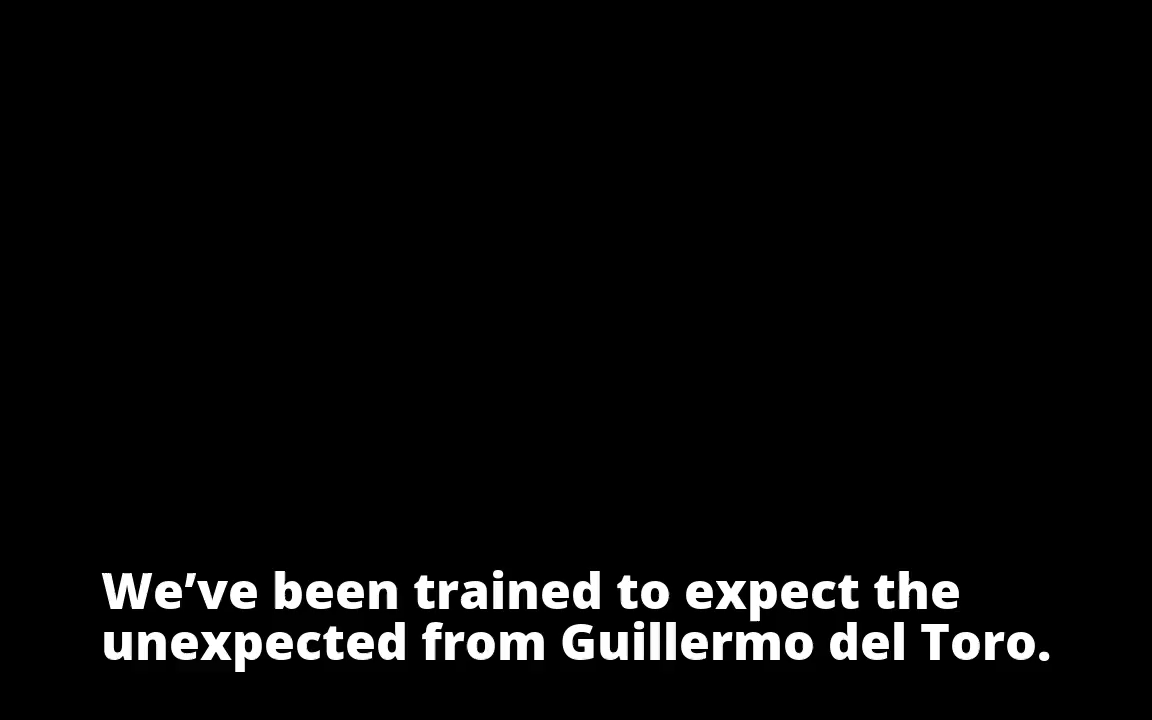 We’ve been trained to expect the
unexpected from Guillermo del Toro.